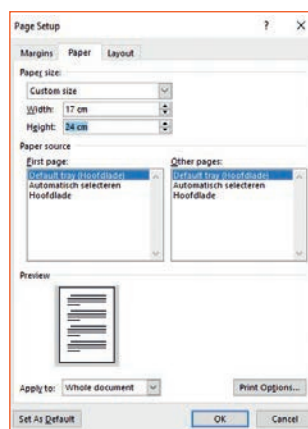 Page Setup ? X
Margins Paper Layout
Paper size:
Custom size
Width: 17 cm
Height: 24 cm
Paper source
First page: Other pages:
Default tray (Hoofdlade) Default tray (Hoofdlade)
Automatisch selecteren Automatisch selecteren
Hoofdlade Hoofdlade
Preview
Apply to: Whole document Print Options...
Set As Default OK Cancel